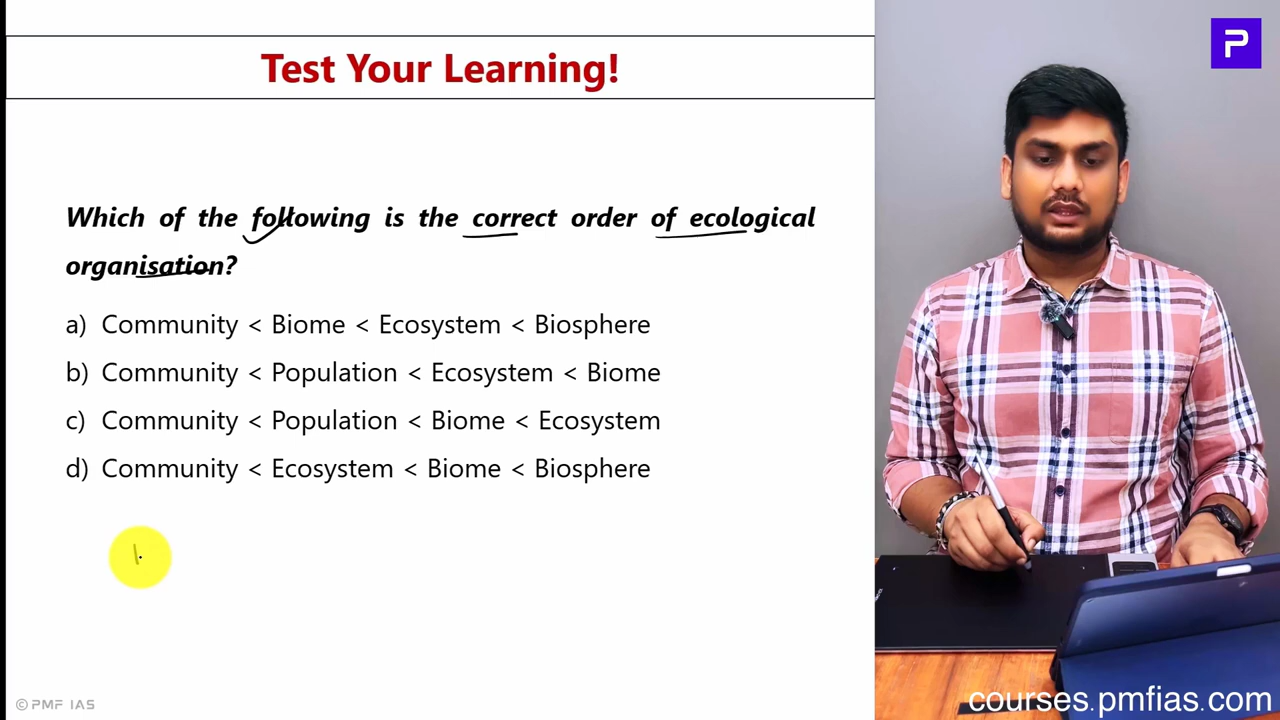 Test Your Learning!
Which of the following is the correct order of ecological
organisation?
a) Community < Biome < Ecosystem < Biosphere
b) Community < Population < Ecosystem < Biome
c) Community < Population < Biome < Ecosystem
d) Community < Ecosystem < Biome < Biosphere
© PMF IAS
P
courses.pmfias.com